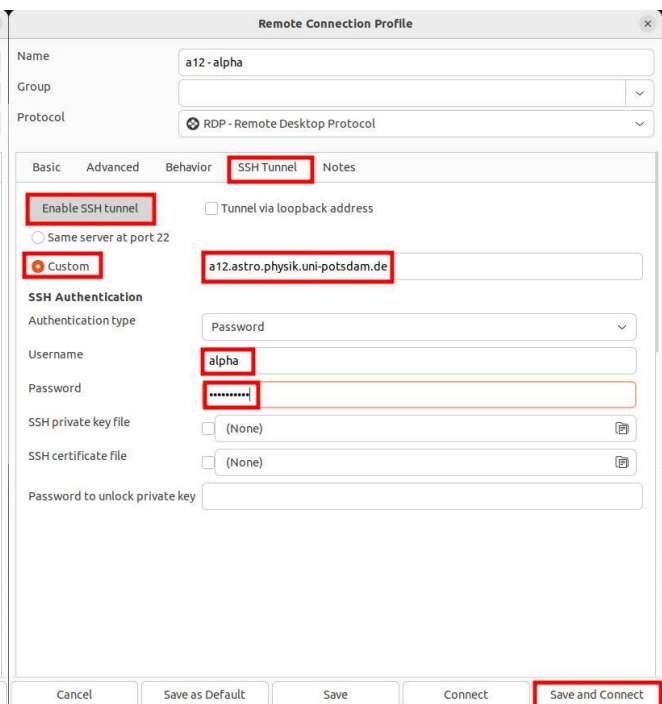 Remote Connection Profile
Name
a12 - alpha
Group
Protocol
RDP - Remote Desktop Protocol
Basic Advanced Behavior SSH Tunnel Notes
Enable SSH tunnel Tunnel via loopback address
Same server at port 22
Custom a12.astro.physik.uni-potsdam.de
SSH Authentication
Authentication type Password
Username alpha
Password ••••••••••
SSH private key file (None)
SSH certificate file (None)
Password to unlock private key
Cancel Save as Default Save Connect Save and Connect